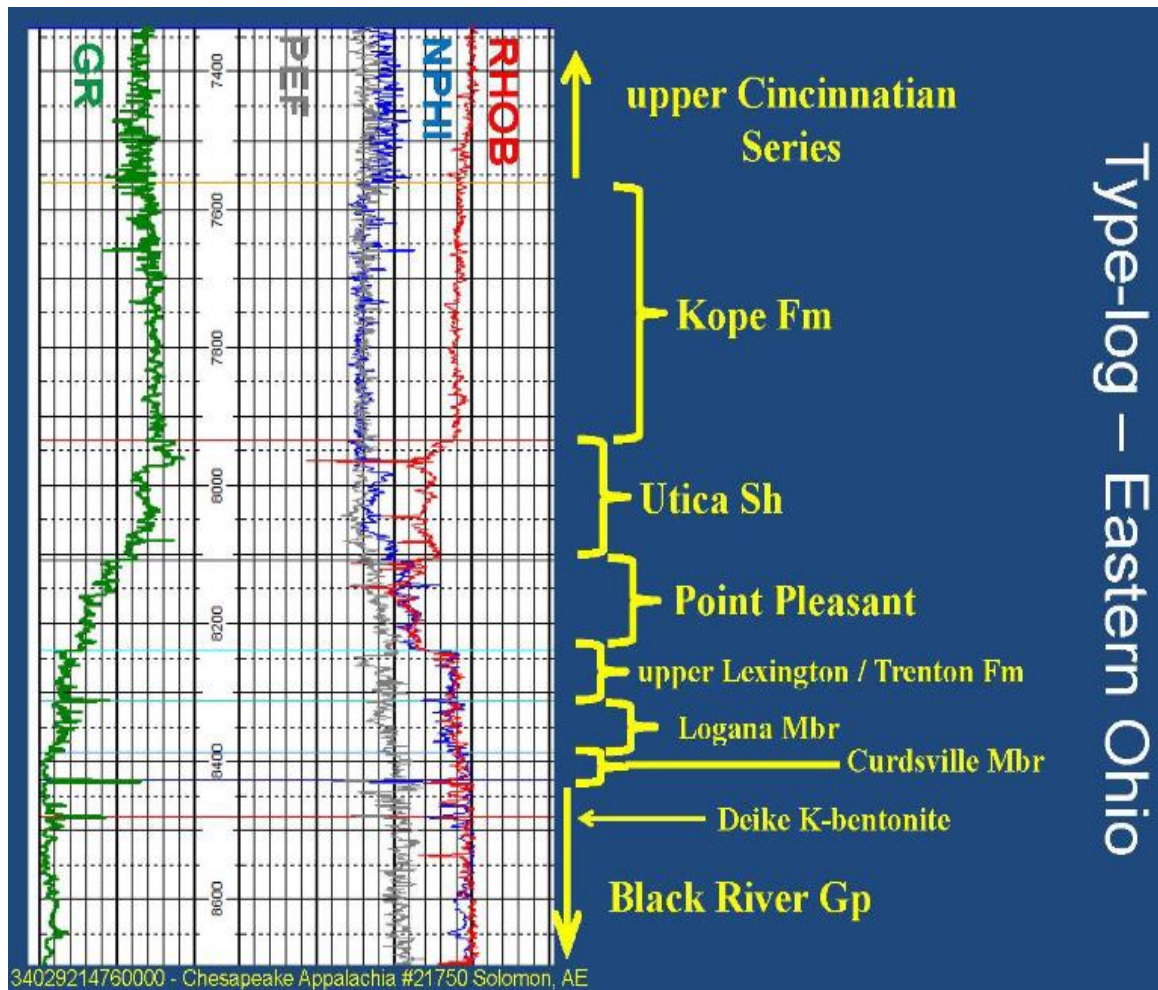 GR
PEF
NPHI
RHOB
7400
7600
7800
8000
8200
8400
8600
upper Cincinnatian
Series
Kope Fm
Utica Sh
Point Pleasant
upper Lexington / Trenton Fm
Logana Mbr
Curdsville Mbr
Deike K-bentonite
Black River Gp
Type-log – Eastern Ohio
34029214760000 - Chesapeake Appalachia #21750 Solomon, AE